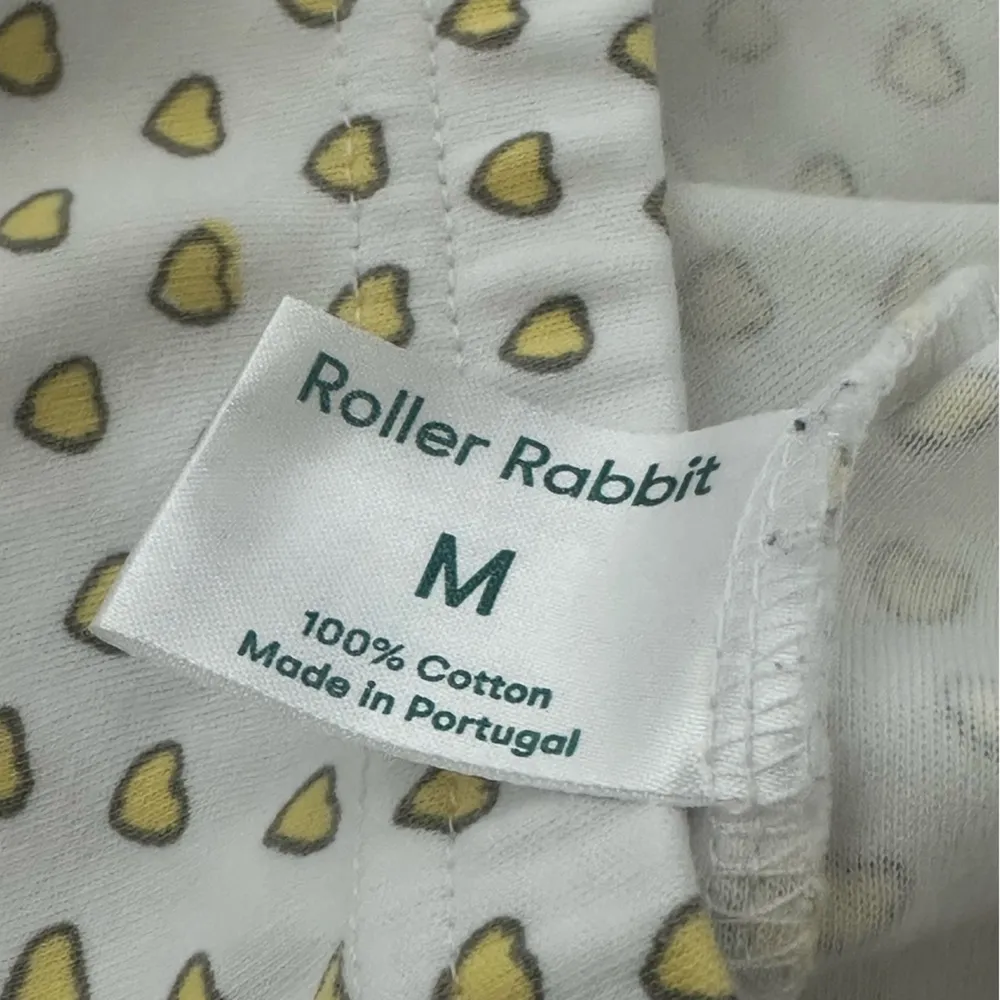 Roller Rabbit
M
100% Cotton
Made in Portugal